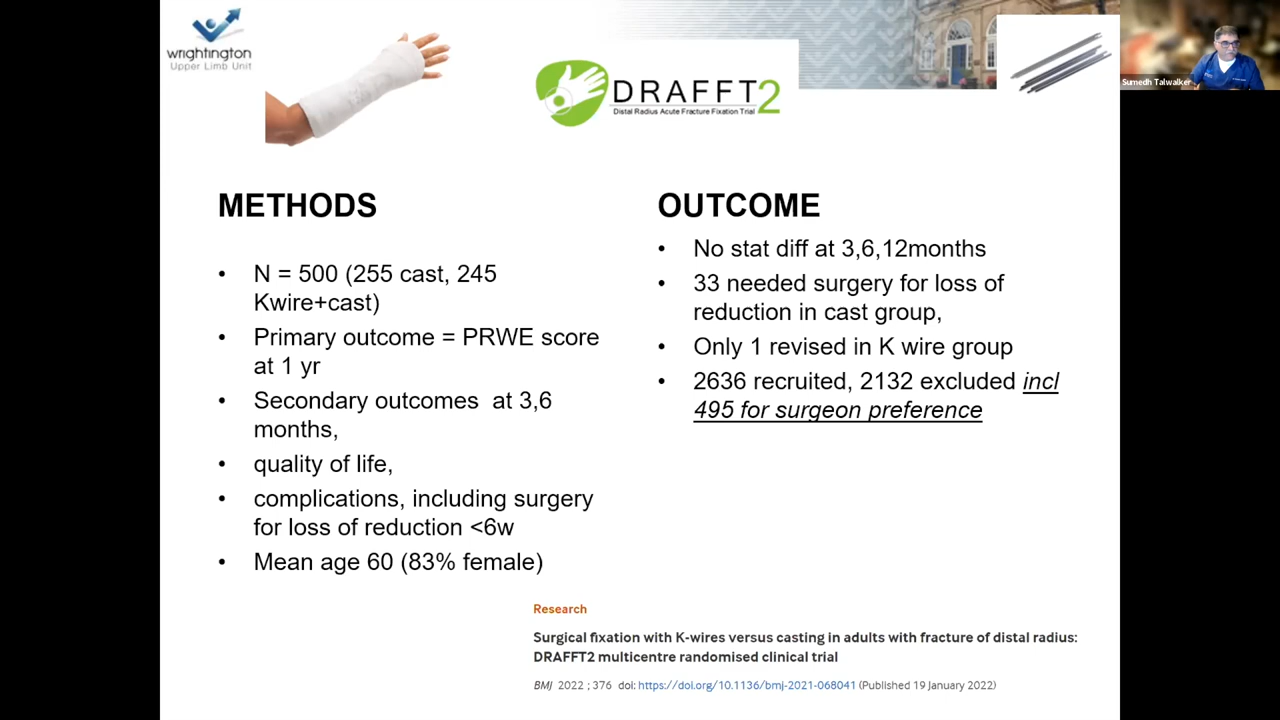 wrightington
Upper Limb Unit
DRAFFT2
Distal Radius Acute Fracture Fixation Trial
Sumedh Talwalker
METHODS
• N = 500 (255 cast, 245
Kwire+cast)
• Primary outcome = PRWE score
at 1 yr
• Secondary outcomes at 3,6
months,
• quality of life,
• complications, including surgery
for loss of reduction <6w
• Mean age 60 (83% female)
OUTCOME
• No stat diff at 3,6,12months
• 33 needed surgery for loss of
reduction in cast group,
• Only 1 revised in K wire group
• 2636 recruited, 2132 excluded incl
495 for surgeon preference
Research
Surgical fixation with K-wires versus casting in adults with fracture of distal radius:
DRAFFT2 multicentre randomised clinical trial
BMJ 2022 ; 376 doi: https://doi.org/10.1136/bmj-2021-068041 (Published 19 January 2022)